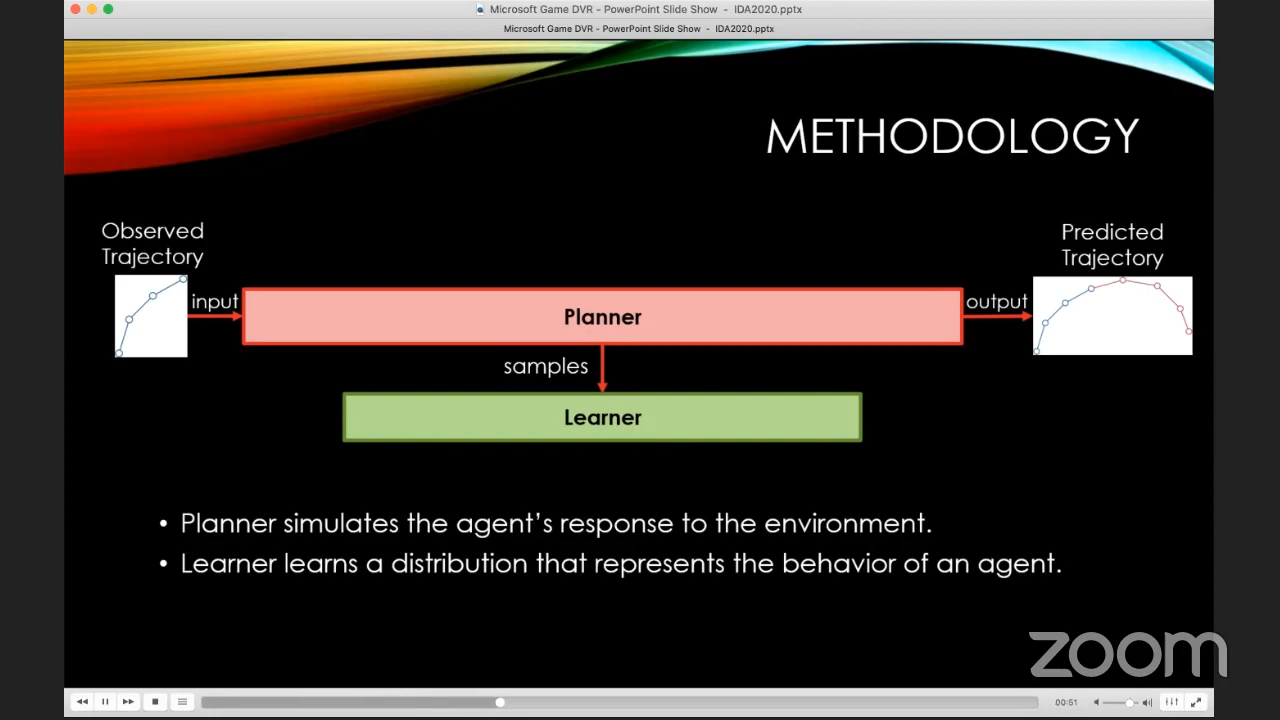 Microsoft Game DVR - PowerPoint Slide Show  -  IDA2020.pptx
Microsoft Game DVR - PowerPoint Slide Show  -  IDA2020.pptx
METHODOLOGY
Observed
Trajectory
Predicted
Trajectory
input
Planner
output
samples
Learner
• Planner simulates the agent's response to the environment.
• Learner learns a distribution that represents the behavior of an agent.
zoom
00:51